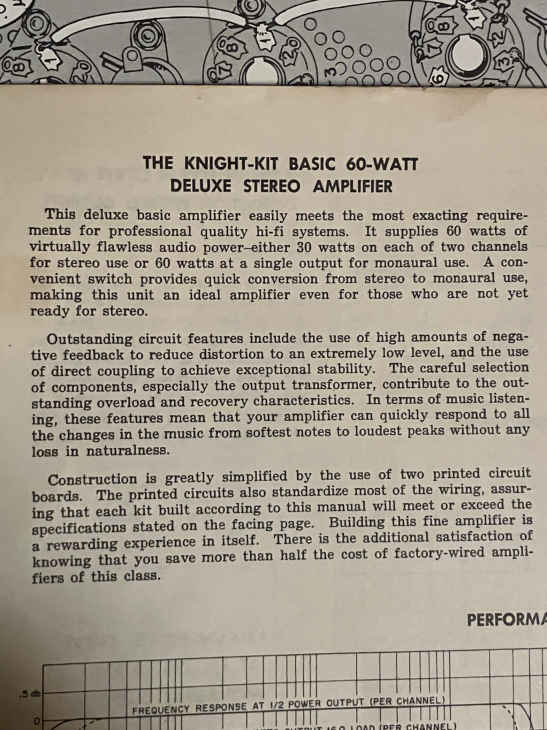 THE KNIGHT-KIT BASIC 60-WATT
DELUXE STEREO AMPLIFIER
This deluxe basic amplifier easily meets the most exacting require-
ments for professional quality hi-fi systems. It supplies 60 watts of
virtually flawless audio power–either 30 watts on each of two channels
for stereo use or 60 watts at a single output for monaural use. A con-
venient switch provides quick conversion from stereo to monaural use,
making this unit an ideal amplifier even for those who are not yet
ready for stereo.
Outstanding circuit features include the use of high amounts of nega-
tive feedback to reduce distortion to an extremely low level, and the use
of direct coupling to achieve exceptional stability. The careful selection
of components, especially the output transformer, contribute to the out-
standing overload and recovery characteristics. In terms of music listen-
ing, these features mean that your amplifier can quickly respond to all
the changes in the music from softest notes to loudest peaks without any
loss in naturalness.
Construction is greatly simplified by the use of two printed circuit
boards. The printed circuits also standardize most of the wiring, assur-
ing that each kit built according to this manual will meet or exceed the
specifications stated on the facing page. Building this fine amplifier is
a rewarding experience in itself. There is the additional satisfaction of
knowing that you save more than half the cost of factory-wired ampli-
fiers of this class.
PERFORMA
.5 db
FREQUENCY RESPONSE AT 1/2 POWER OUTPUT (PER CHANNEL)
0
OUTPUT 16 Ω LOAD (PER CHANNEL)